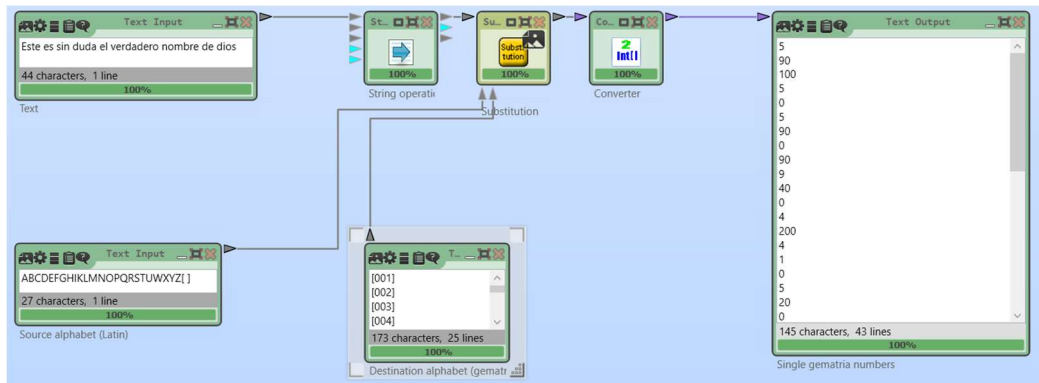 Text Input
Este es sin duda el verdadero nombre de dios
44 characters, 1 line
100%
Text
St...
100%
String operatic
Su...
Substi
tution
100%
Substitution
Co...
2
int[]
100%
Converter
Text Output
5
90
100
5
0
5
90
0
90
9
40
0
4
200
4
1
0
5
20
0
145 characters, 43 lines
100%
Single gematria numbers
Text Input
ABCDEFGHIKLMNOPQRSTUWXYZ[ ]
27 characters, 1 line
100%
Source alphabet (Latin)
T...
[001]
[002]
[003]
[004]
173 characters, 25 lines
100%
Destination alphabet (gematr